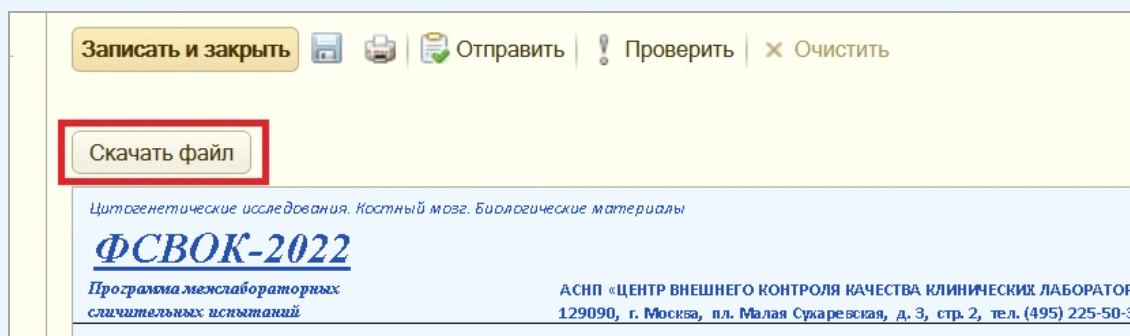 Записать и закрыть Отправить Проверить × Очистить
Скачать файл
Цитогенетические исследования. Костный мозг. Биологические материалы
ФСВОК-2022
Программа межлабораторных
сличительных испытаний
АСНП «ЦЕНТР ВНЕШНЕГО КОНТРОЛЯ КАЧЕСТВА КЛИНИЧЕСКИХ ЛАБОРАТОР
129090, г. Москва, пл. Малая Сухаревская, д. 3, стр. 2, тел. (495) 225-50-3